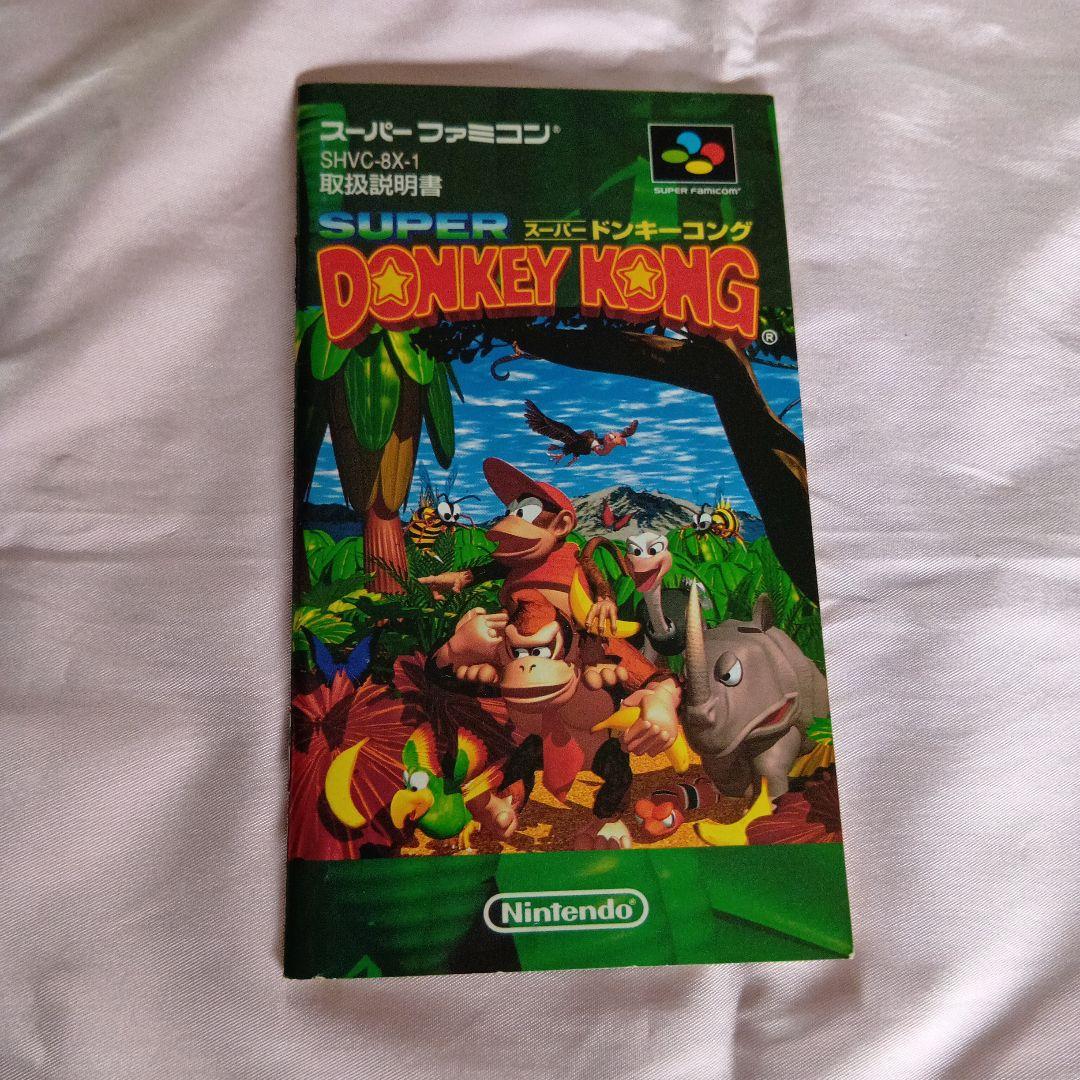 スーパーファミコン®
SHVC-8X-1
取扱説明書
SUPER FAMICOM®
SUPER
スーパードンキーコング
DONKEY KONG®
Nintendo®